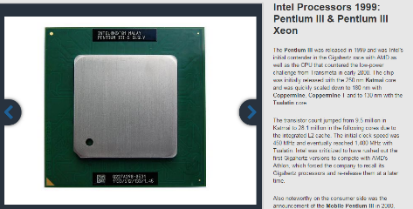 Intel Processors 1999:
Pentium III & Pentium III
Xeon
The Pentium III was released in 1999 and was Intel's
initial contender in the Gigahertz race with AMD as
well as the CPU that countered the low-power
challenge from Transmeta in early 2000. The chip
was initially released with the 250 nm Katmai core
and was quickly scaled down to 180 nm with
Coppermine, Coppermine T and to 130 nm with the
Tualatin core.
The transistor count jumped from 9.5 million in
Katmai to 28.1 million in the following cores due to
the integrated L2 cache. The initial clock speed was
450 MHz and eventually reached 1,400 MHz with
Tualatin. Intel was criticized to have rushed out the
first Gigahertz versions to compete with AMD's
Athlon, which forced the company to recall its
Gigahertz processors and re-release them at a later
time.
Also noteworthy on the consumer side was the
announcement of the Mobile Pentium III in 2000,